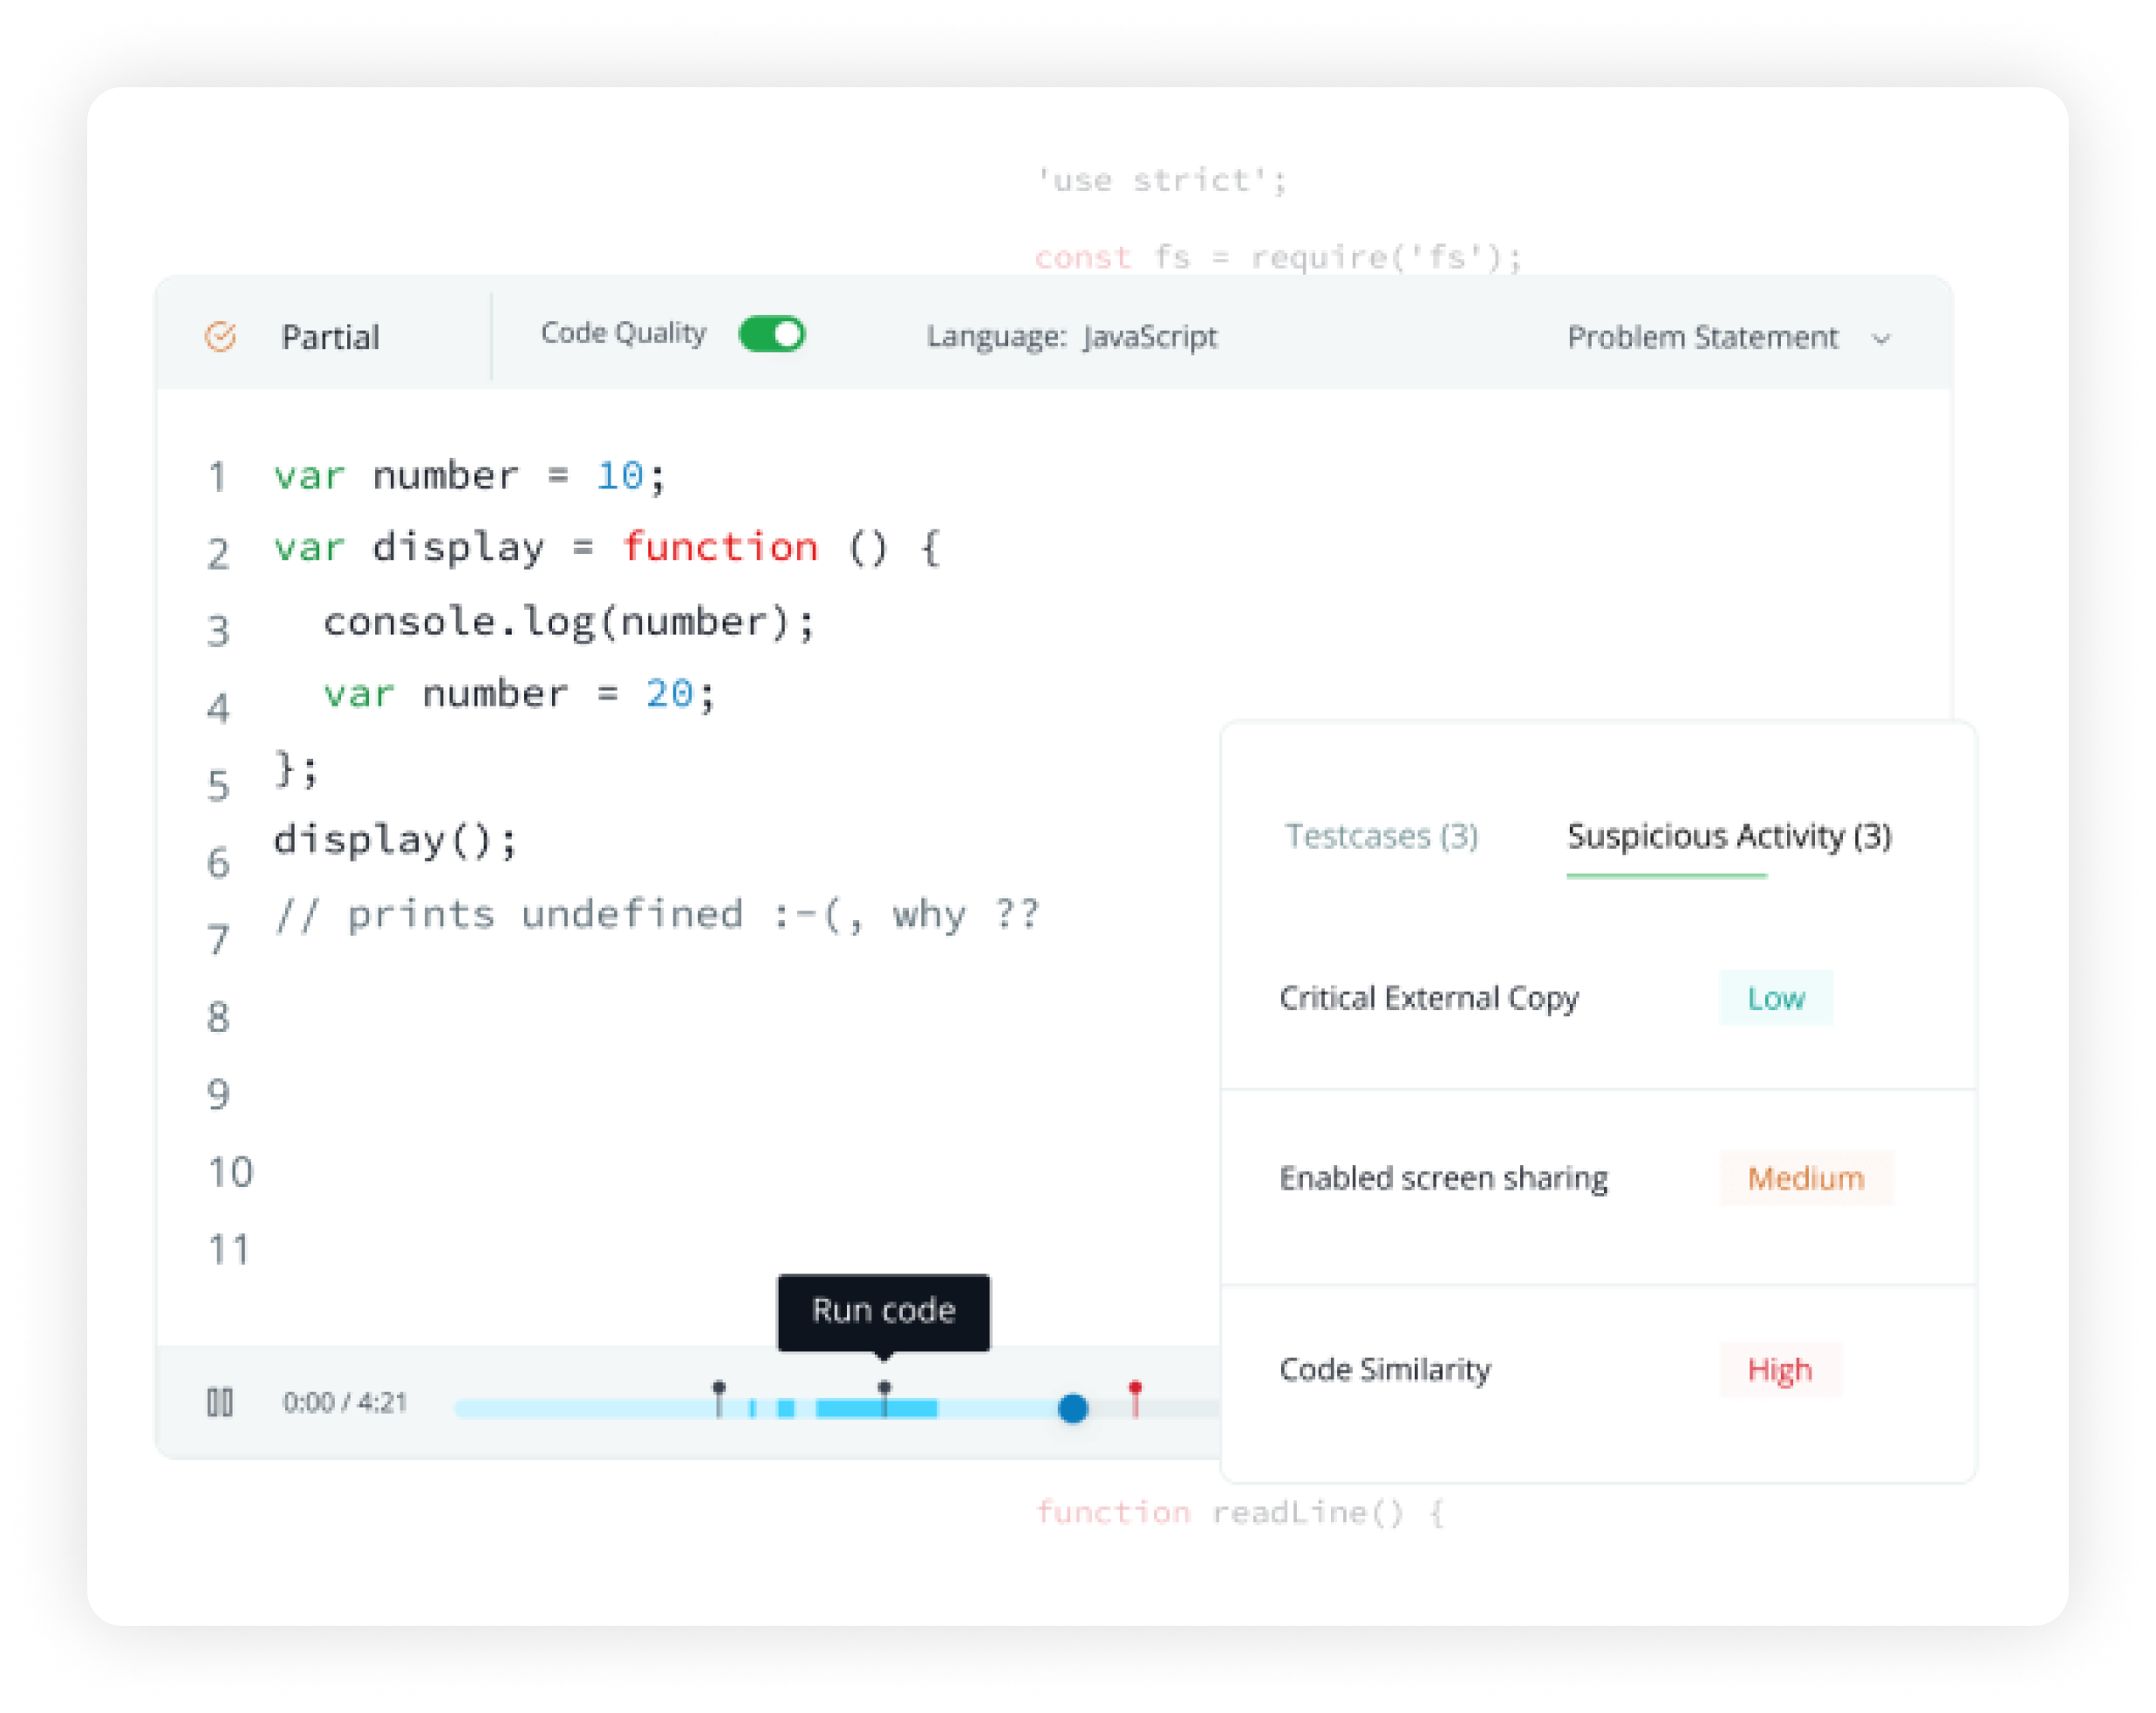 'use strict';
const fs = require('fs');
Partial Code Quality Language: JavaScript Problem Statement
1 var number = 10;
2 var display = function () {
3 console.log(number);
4 var number = 20;
5 };
6 display();
7 // prints undefined :-(, why ??
8
9
10
11
Testcases (3) Suspicious Activity (3)
Critical External Copy Low
Enabled screen sharing Medium
Code Similarity High
Run code
0:00 / 4:21
function readLine() {